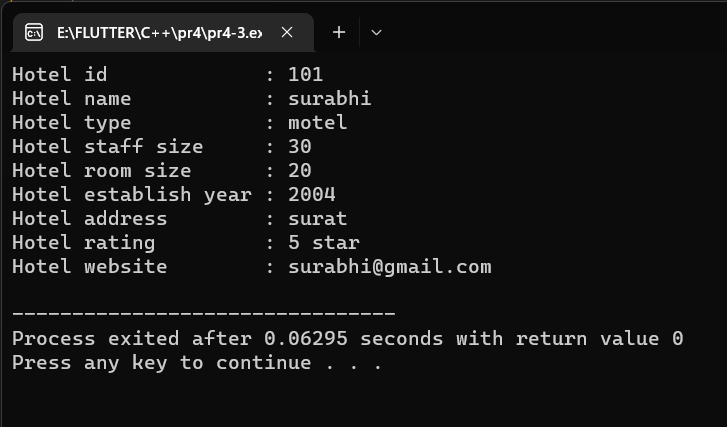 E:\FLUTTER\C++\pr4\pr4-3.ex
Hotel id : 101
Hotel name : surabhi
Hotel type : motel
Hotel staff size : 30
Hotel room size : 20
Hotel establish year : 2004
Hotel address : surat
Hotel rating : 5 star
Hotel website : surabhi@gmail.com
--------------------------------
Process exited after 0.06295 seconds with return value 0
Press any key to continue . . .